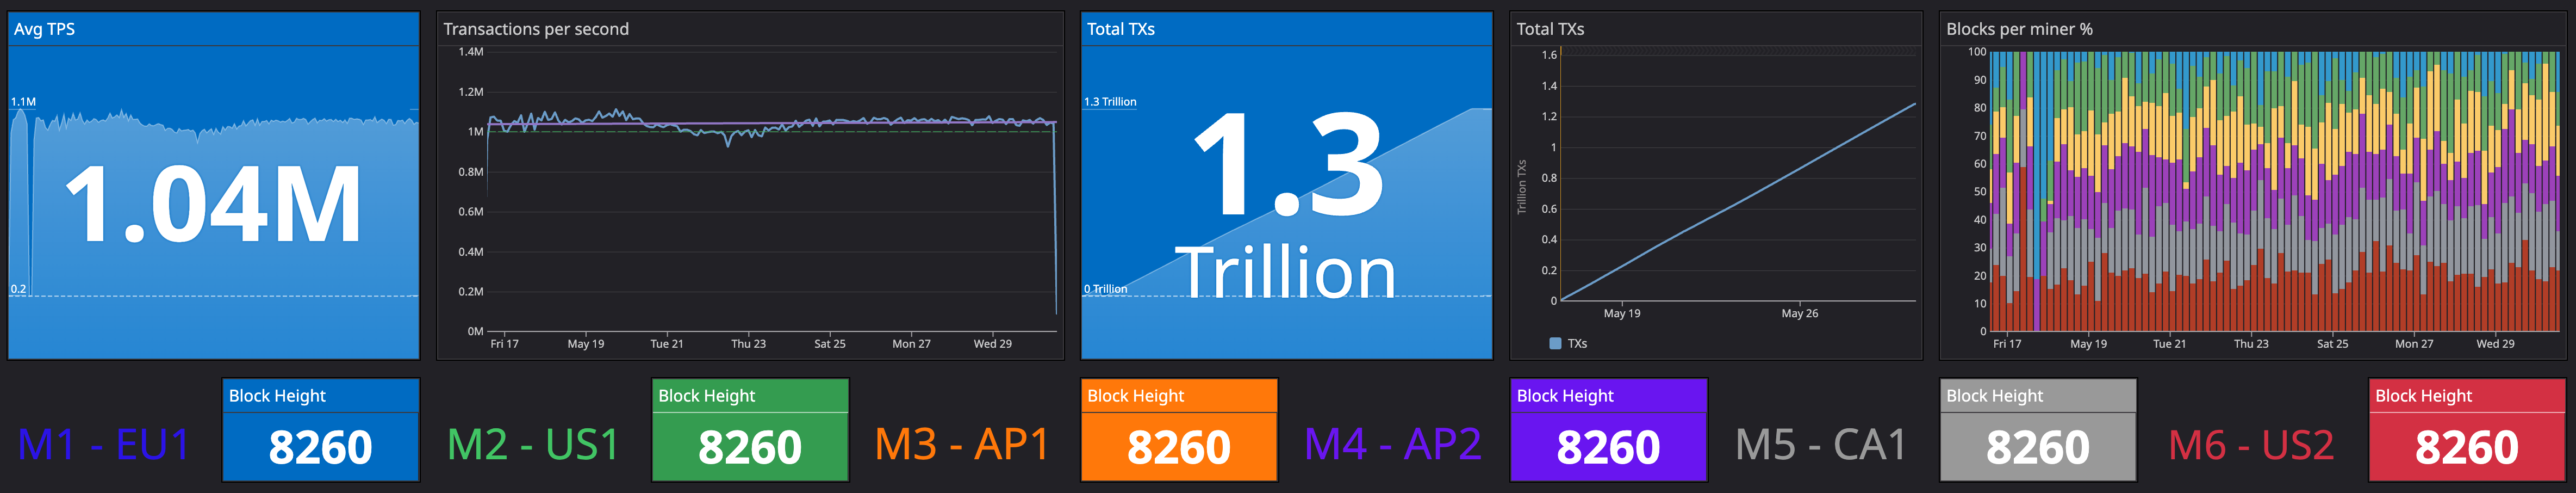 Avg TPS
1.1M
1.04M
0.2
Transactions per second
1.4M
1.2M
1M
0.8M
0.6M
0.4M
0.2M
0M
Fri 17 May 19 Tue 21 Thu 23 Sat 25 Mon 27 Wed 29
Total TXs
1.3 Trillion
1.3
Trillion
0 Trillion
Total TXs
Trillion TXs
1.6
1.4
1.2
1
0.8
0.6
0.4
0.2
0
May 19 May 26
TXs
Blocks per miner %
100
90
80
70
60
50
40
30
20
10
0
Fri 17 May 19 Tue 21 Thu 23 Sat 25 Mon 27 Wed 29
M1 - EU1
Block Height
8260
M2 - US1
Block Height
8260
M3 - AP1
Block Height
8260
M4 - AP2
Block Height
8260
M5 - CA1
Block Height
8260
M6 - US2
Block Height
8260